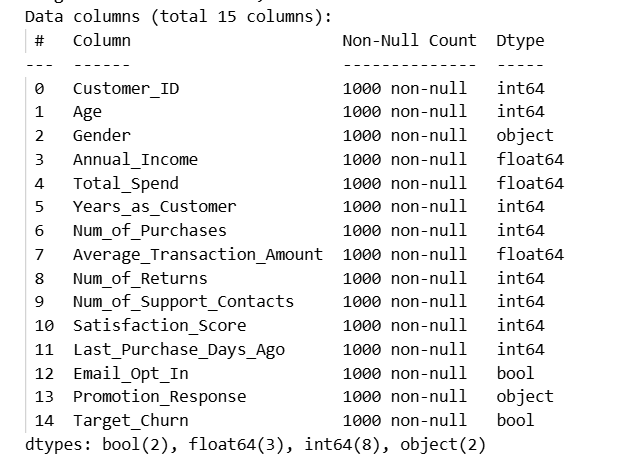 Data columns (total 15 columns):
 #   Column                      Non-Null Count  Dtype
---  ------                      --------------  -----
 0   Customer_ID                 1000 non-null   int64
 1   Age                         1000 non-null   int64
 2   Gender                      1000 non-null   object
 3   Annual_Income               1000 non-null   float64
 4   Total_Spend                 1000 non-null   float64
 5   Years_as_Customer           1000 non-null   int64
 6   Num_of_Purchases            1000 non-null   int64
 7   Average_Transaction_Amount  1000 non-null   float64
 8   Num_of_Returns              1000 non-null   int64
 9   Num_of_Support_Contacts     1000 non-null   int64
 10  Satisfaction_Score          1000 non-null   int64
 11  Last_Purchase_Days_Ago      1000 non-null   int64
 12  Email_Opt_In                1000 non-null   bool
 13  Promotion_Response          1000 non-null   object
 14  Target_Churn                1000 non-null   bool
dtypes: bool(2), float64(3), int64(8), object(2)